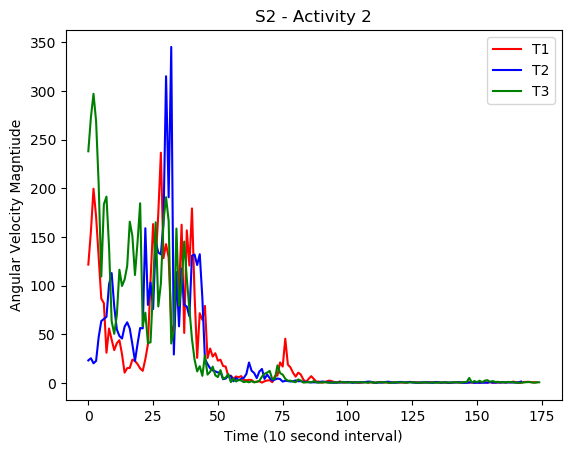 S2 - Activity 2
Angular Velocity Magntiude
350
300
250
200
150
100
50
0
T1
T2
T3
0 25 50 75 100 125 150 175
Time (10 second interval)